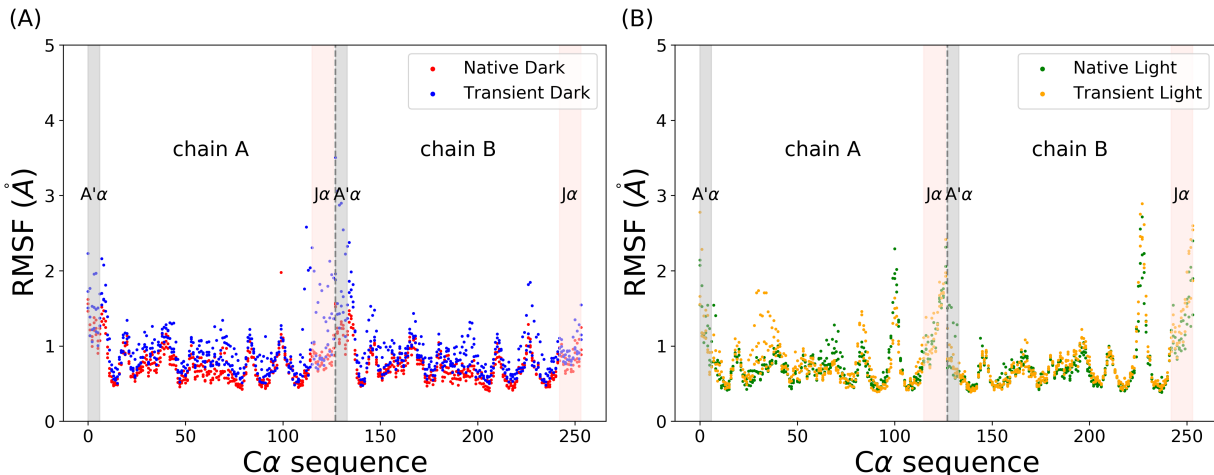 (A)
5
4
3
2
1
0
RMSF (Å)
Native Dark
Transient Dark
chain A
chain B
A'α
Jα
A'α
Jα
0
50
100
150
200
250
Cα sequence
(B)
5
4
3
2
1
0
RMSF (Å)
Native Light
Transient Light
chain A
chain B
A'α
Jα
A'α
Jα
0
50
100
150
200
250
Cα sequence